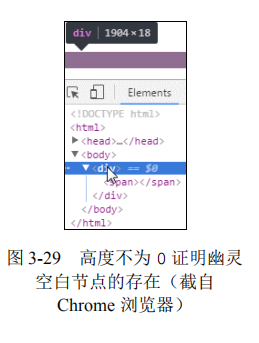 div | 1904×18
Elements
<!DOCTYPE html>
<html>
▶<head>…</head>
▼<body>
▼<div> == $0
<span></span>
</div>
</body>
</html>
图 3-29 高度不为 0 证明幽灵
空白节点的存在（截自
Chrome 浏览器）